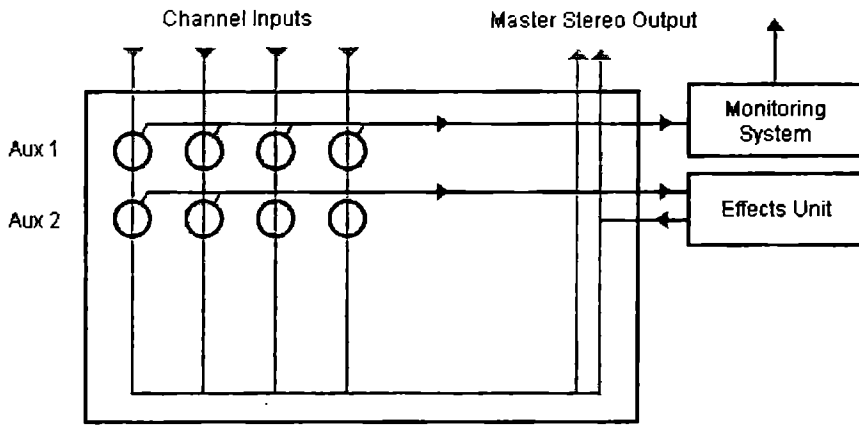 Channel Inputs
Master Stereo Output
Monitoring
System
Aux 1
Aux 2
Effects Unit